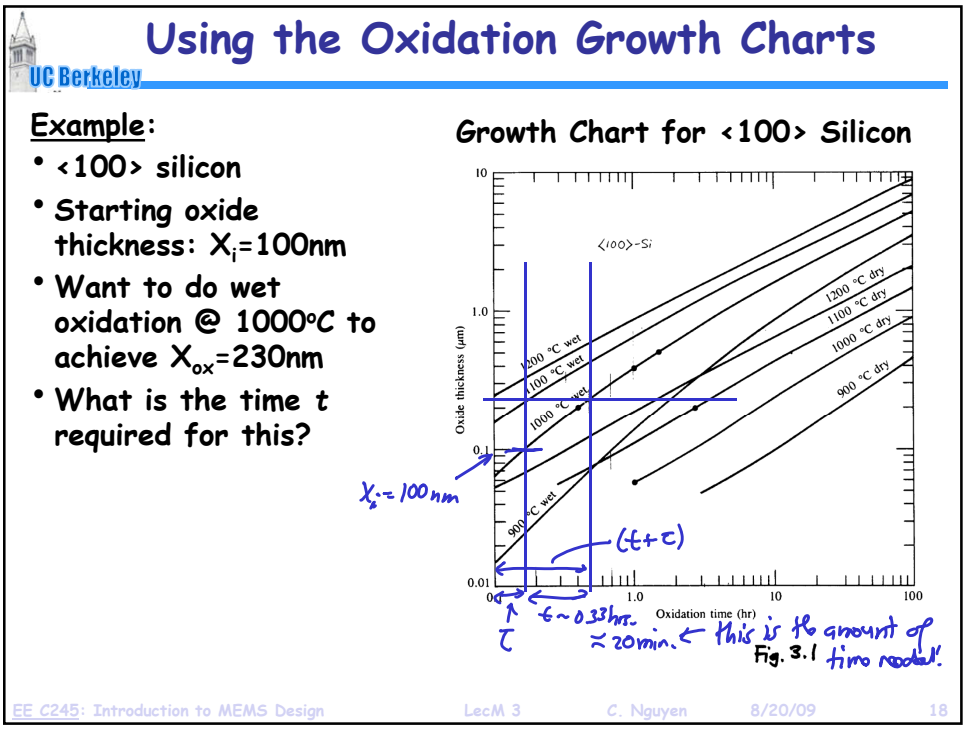 Using the Oxidation Growth Charts
UC Berkeley
Example:
• <100> silicon
• Starting oxide
thickness: Xi=100nm
• Want to do wet
oxidation @ 1000°C to
achieve Xox=230nm
• What is the time t
required for this?
Growth Chart for <100> Silicon
10
<100>-Si
1200 °C dry
1100 °C dry
1000 °C dry
900 °C dry
1.0
Oxide thickness (μm)
1200 °C wet
1100 °C wet
1000 °C wet
0.1
Xi = 100nm
900 °C wet
(t+τ)
0.01
1.0
10
100
Oxidation time (hr)
τ
t ~ 0.33hrs.
≈ 20min. ← this is the amount of
time needed!
Fig. 3.1
EE C245: Introduction to MEMS Design
LecM 3
C. Nguyen
8/20/09
18